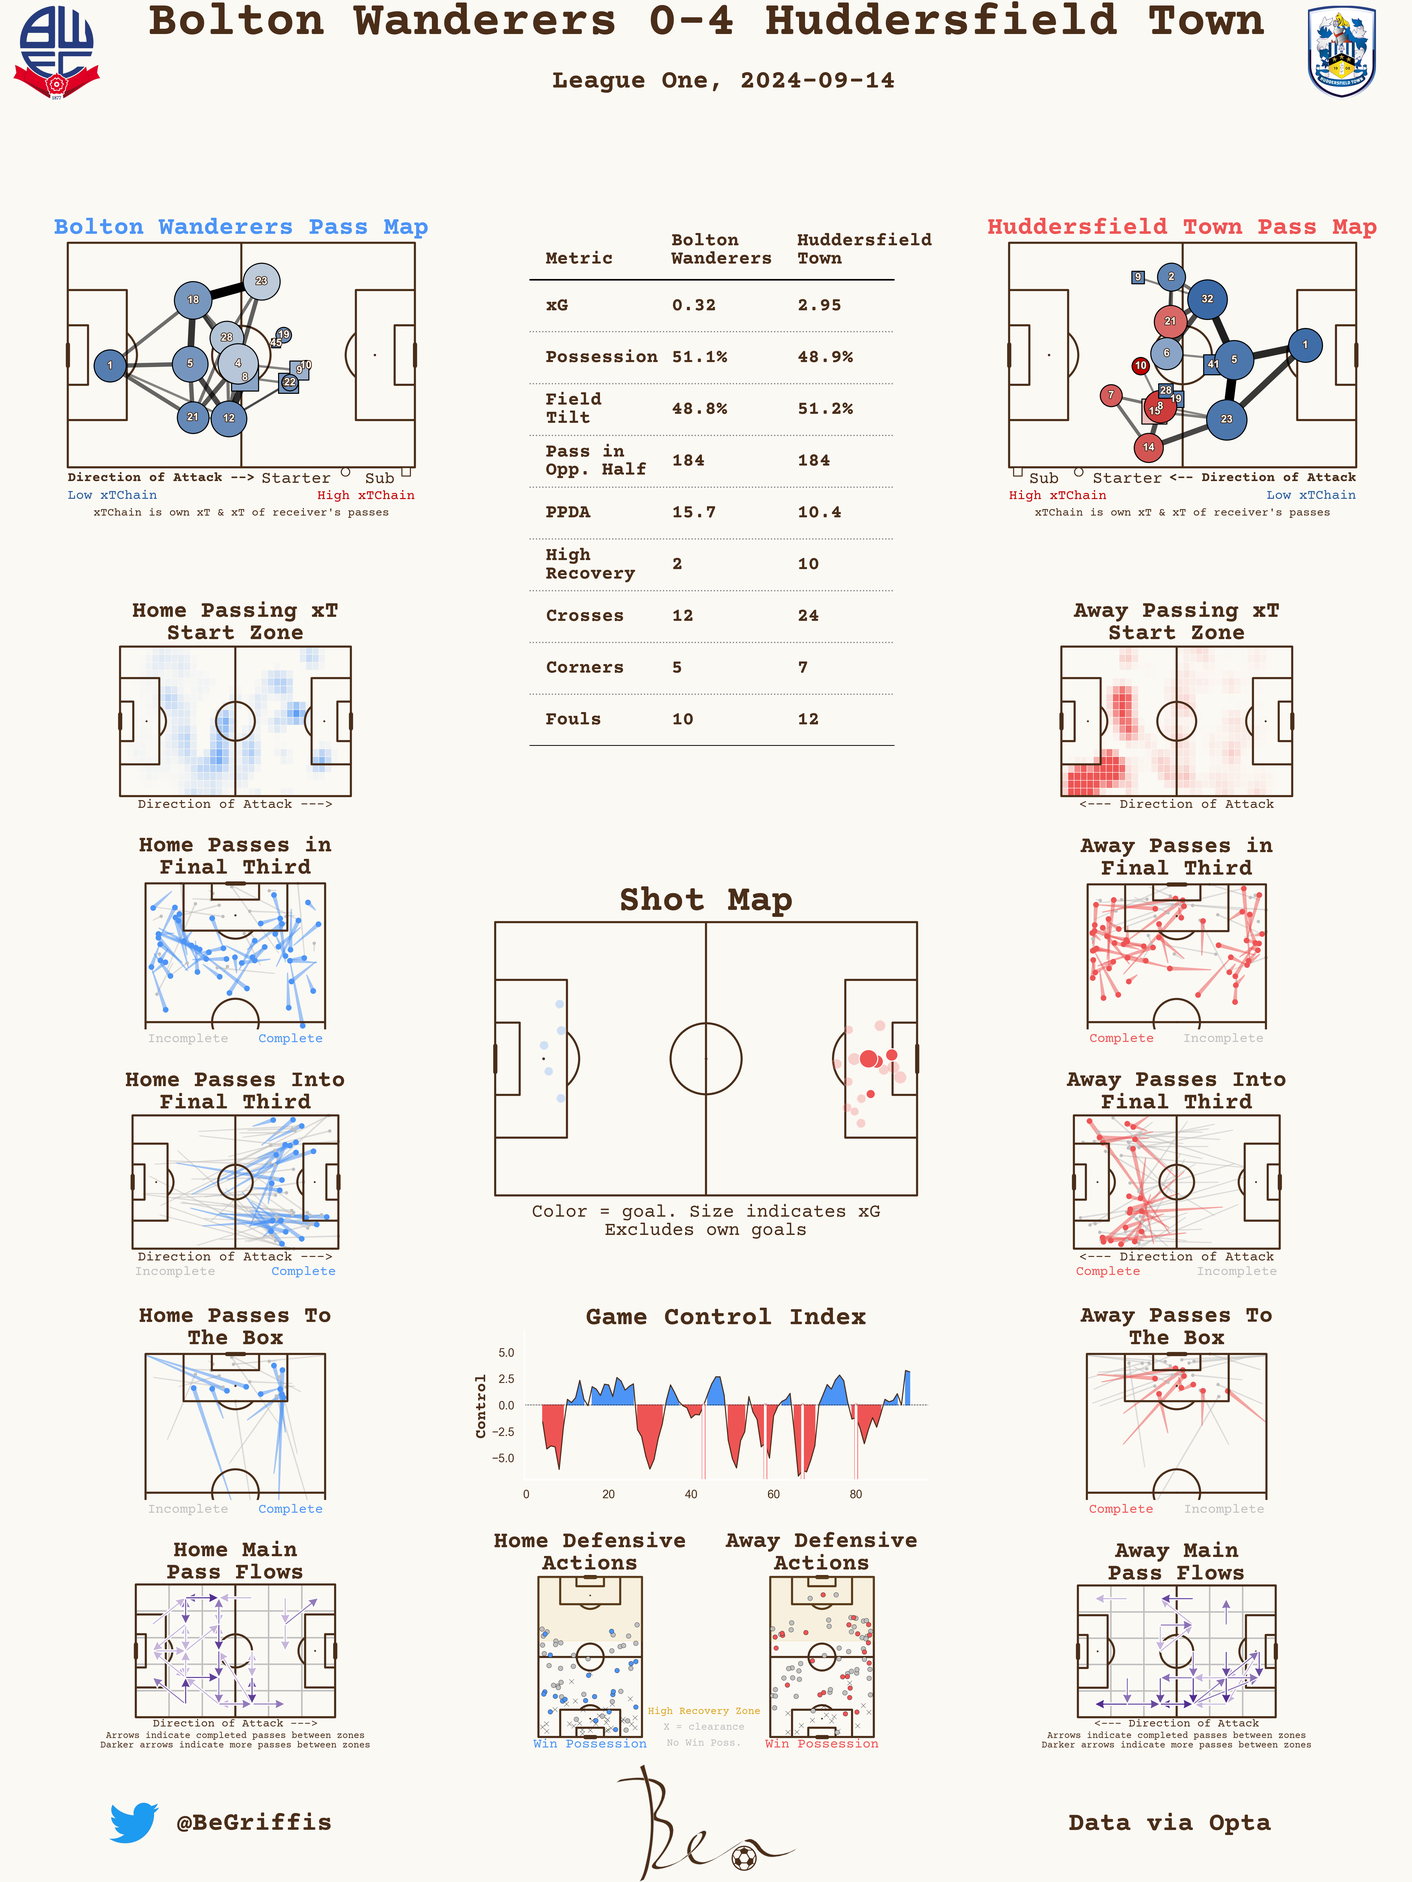 Bolton Wanderers 0-4 Huddersfield Town
League One, 2024-09-14
1877
HUDDERSFIELD TOWN
Bolton Wanderers Pass Map
23
18
28
19
45
1
5
4
8
9
10
22
21
12
Direction of Attack --> Starter Sub
Low xTChain High xTChain
xTChain is own xT & xT of receiver's passes
Metric Bolton Wanderers Huddersfield Town
xG 0.32 2.95
Possession 51.1% 48.9%
Field Tilt 48.8% 51.2%
Pass in Opp. Half 184 184
PPDA 15.7 10.4
High Recovery 2 10
Crosses 12 24
Corners 5 7
Fouls 10 12
Huddersfield Town Pass Map
9
2
32
21
6
1
5
41
10
7
28
19
8
15
23
14
Sub Starter <-- Direction of Attack
High xTChain Low xTChain
xTChain is own xT & xT of receiver's passes
Home Passing xT
Start Zone
Direction of Attack --->
Away Passing xT
Start Zone
<--- Direction of Attack
Home Passes in
Final Third
Incomplete Complete
Away Passes in
Final Third
Complete Incomplete
Shot Map
Color = goal. Size indicates xG
Excludes own goals
Home Passes Into
Final Third
Direction of Attack --->
Incomplete Complete
Away Passes Into
Final Third
<--- Direction of Attack
Complete Incomplete
Home Passes To
The Box
Incomplete Complete
Game Control Index
Control
5.0
2.5
0.0
−2.5
−5.0
0 20 40 60 80
Away Passes To
The Box
Complete Incomplete
Home Main
Pass Flows
Direction of Attack --->
Arrows indicate completed passes between zones
Darker arrows indicate more passes between zones
Home Defensive
Actions
Win Possession
Away Defensive
Actions
Win Possession
High Recovery Zone
X = clearance
No Win Poss.
Away Main
Pass Flows
<--- Direction of Attack
Arrows indicate completed passes between zones
Darker arrows indicate more passes between zones
@BeGriffis
Ben
Data via Opta